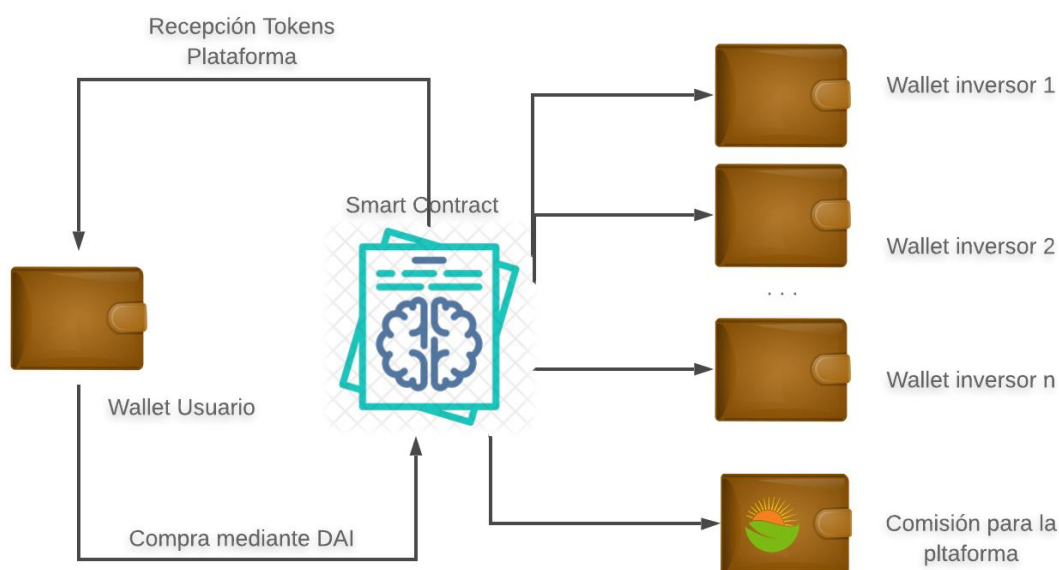 Recepción Tokens
Plataforma
Wallet inversor 1
Smart Contract
Wallet inversor 2
. . .
Wallet inversor n
Wallet Usuario
Compra mediante DAI
Comisión para la
pltaforma